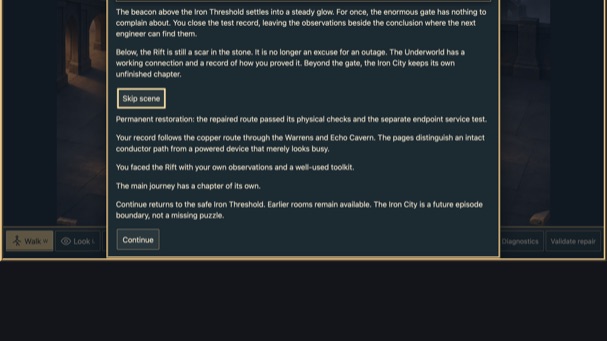 The beacon above the Iron Threshold settles into a steady glow. For once, the enormous gate has nothing to
complain about. You close the test record, leaving the observations beside the conclusion where the next
engineer can find them.
Below, the Rift is still a scar in the stone. It is no longer an excuse for an outage. The Underworld has a
working connection and a record of how you proved it. Beyond the gate, the Iron City keeps its own
unfinished chapter.
Skip scene
Permanent restoration: the repaired route passed its physical checks and the separate endpoint service test.
Your record follows the copper route through the Warrens and Echo Cavern. The pages distinguish an intact
conductor path from a powered device that merely looks busy.
You faced the Rift with your own observations and a well-used toolkit.
The main journey has a chapter of its own.
Continue returns to the safe Iron Threshold. Earlier rooms remain available. The Iron City is a future episode
boundary, not a missing puzzle.
Walk W
Look
Continue
Diagnostics
Validate repair